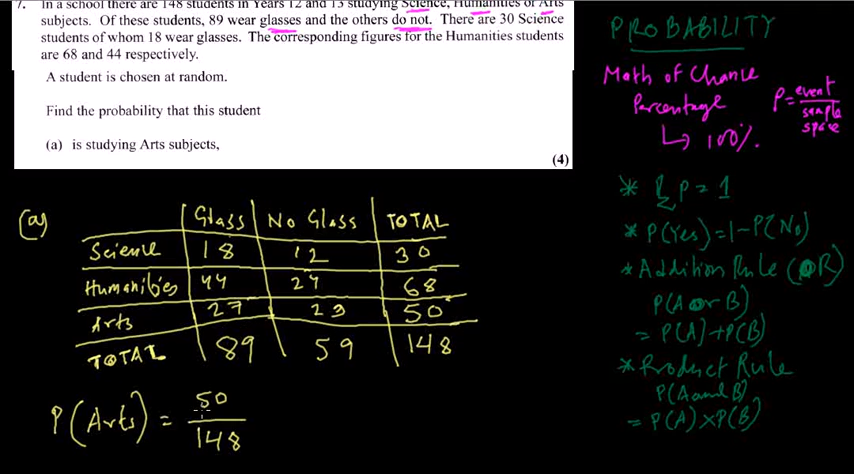 7. In a school there are 148 students in Years 12 and 13 studying Science, Humanities or Arts
subjects. Of these students, 89 wear glasses and the others do not. There are 30 Science
students of whom 18 wear glasses. The corresponding figures for the Humanities students
are 68 and 44 respectively.
A student is chosen at random.
Find the probability that this student
(a) is studying Arts subjects,
(4)
(a)
Glass No Glass TOTAL
Science 18 12 30
Humanities 44 24 68
Arts 27 23 50
TOTAL 89 59 148
P(Arts) = 50
148
PROBABILITY
Math of Chance
Percentage
↳ 100%.
P = event
sample
space
* ΣP = 1
* P(Yes) = 1 - P(No)
* Addition Rule (OR)
P(A or B)
= P(A) + P(B)
* Product Rule
P(A and B)
= P(A) × P(B)